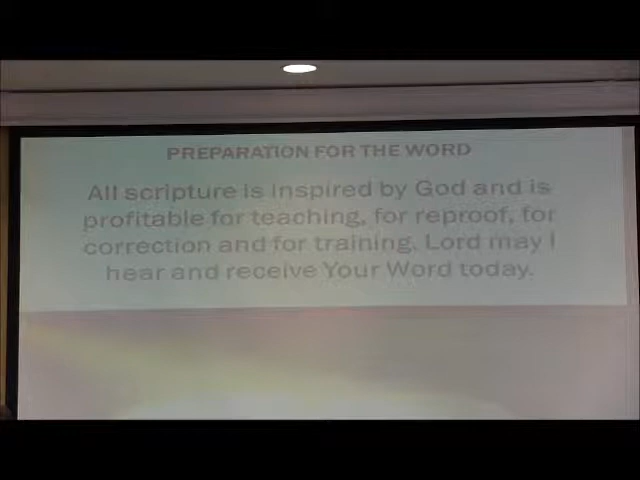 PREPARATION FOR THE WORD
All scripture is inspired by God and is
profitable for teaching, for reproof, for
correction and for training. Lord may I
hear and receive Your Word today.